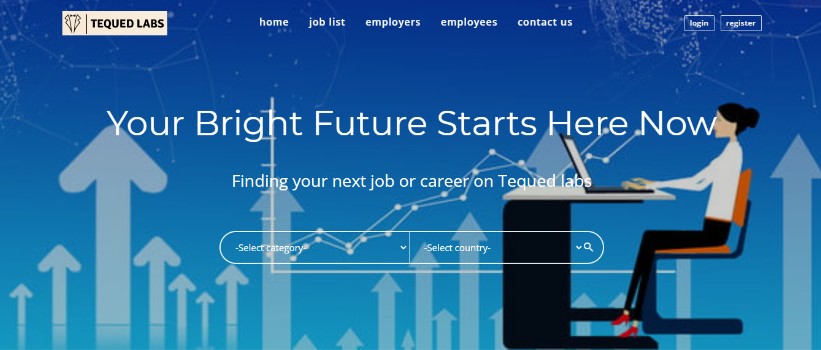 TEQUED LABS
home job list employers employees contact us
login register
Your Bright Future Starts Here Now
Finding your next job or career on Tequed labs
-Select category- -Select country-